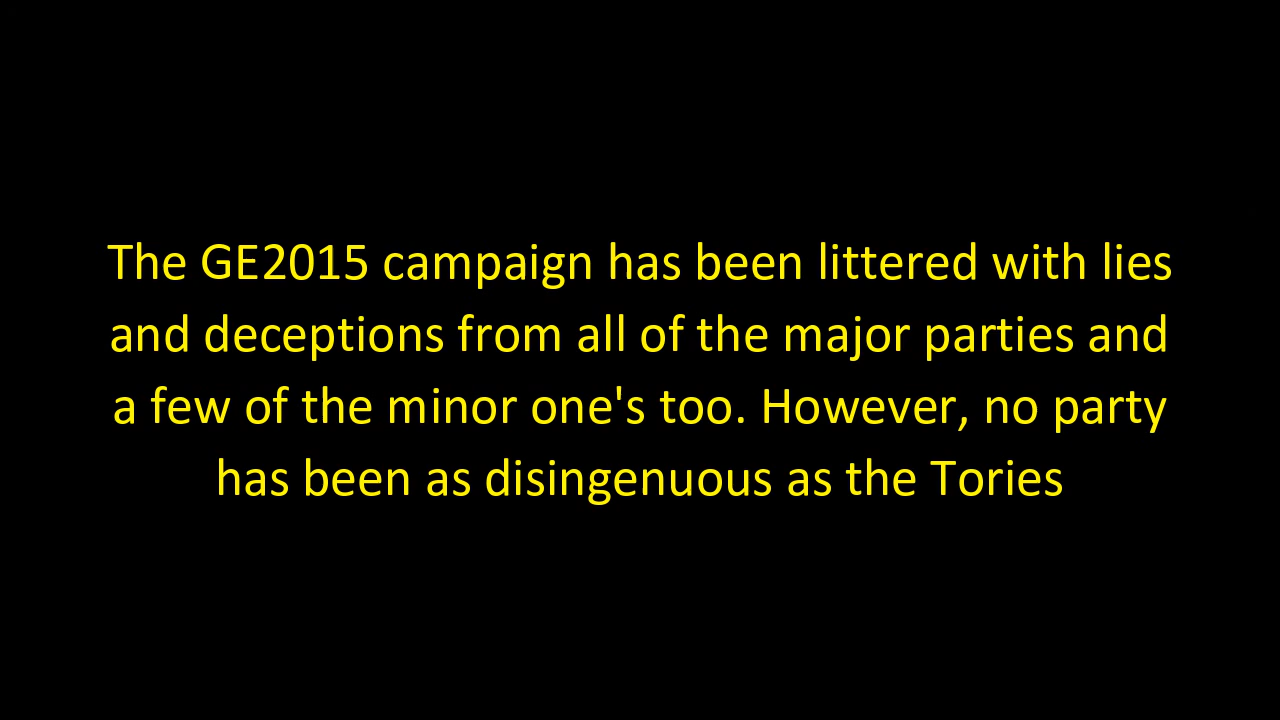 The GE2015 campaign has been littered with lies
and deceptions from all of the major parties and
a few of the minor one's too. However, no party
has been as disingenuous as the Tories